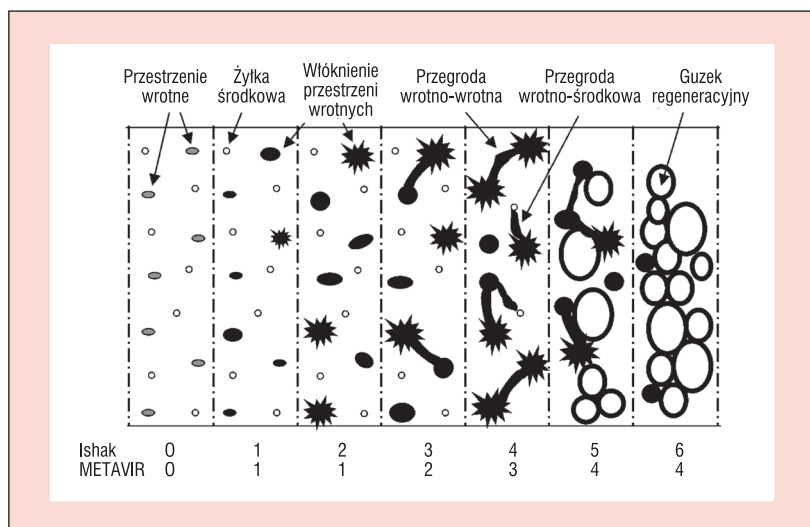 Przestrzenie
wrotne
Żyłka
środkowa
Włóknienie
przestrzeni
wrotnych
Przegroda
wrotno-wrotna
Przegroda
wrotno-środkowa
Guzek
regeneracyjny
Ishak 0 1 2 3 4 5 6
METAVIR 0 1 1 2 3 4 4